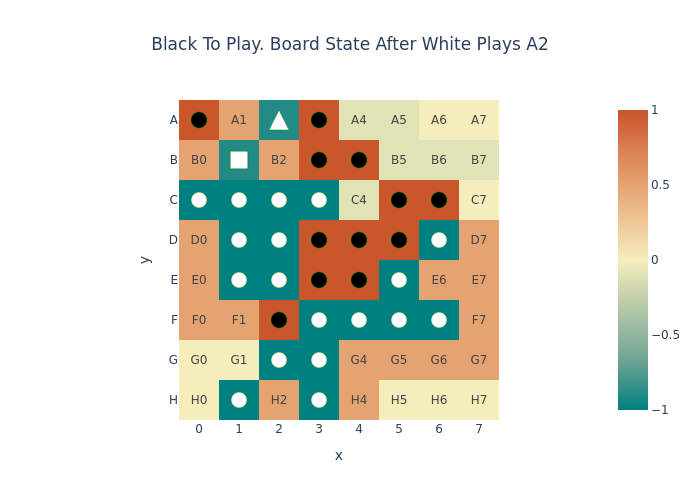 Black To Play. Board State After White Plays A2
A A1 A4 A5 A6 A7
B B0 B2 B5 B6 B7
C C4 C7
D D0 D7
E E0 E6 E7
F F0 F1 F7
G G0 G1 G4 G5 G6 G7
H H0 H2 H4 H5 H6 H7
0 1 2 3 4 5 6 7
x
y
1
0.5
0
−0.5
−1